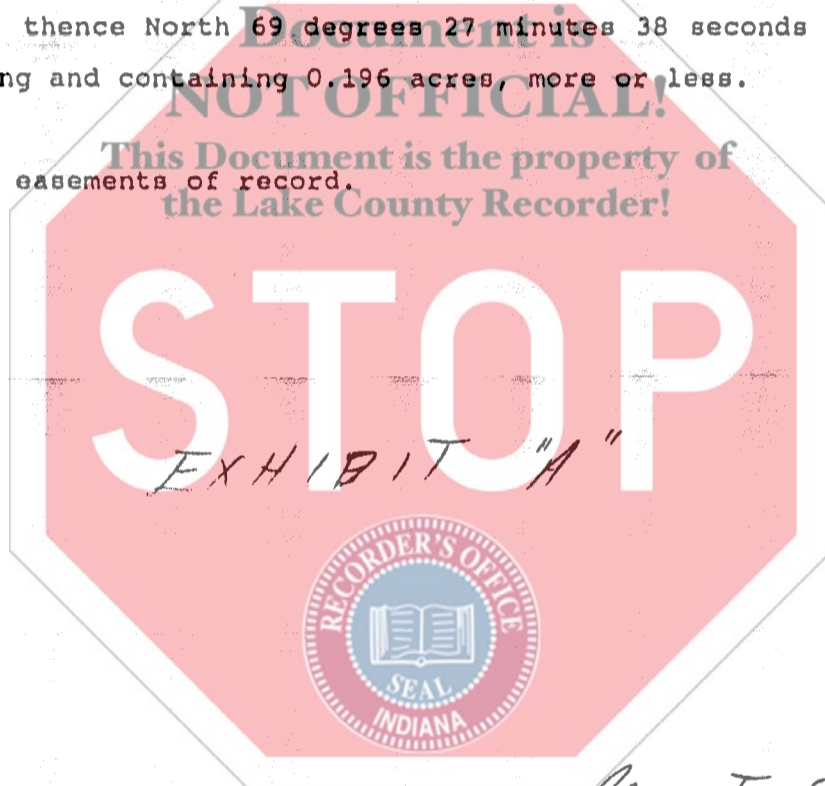 thence North 69 degrees 27 minutes 38 seconds
Document is
ng and containing 0.196 acres, more or less.
NOT OFFICIAL!
This Document is the property of
easements of record.
the Lake County Recorder!
STOP
EXHIBIT "A"
RECORDER'S OFFICE
SEAL
INDIANA